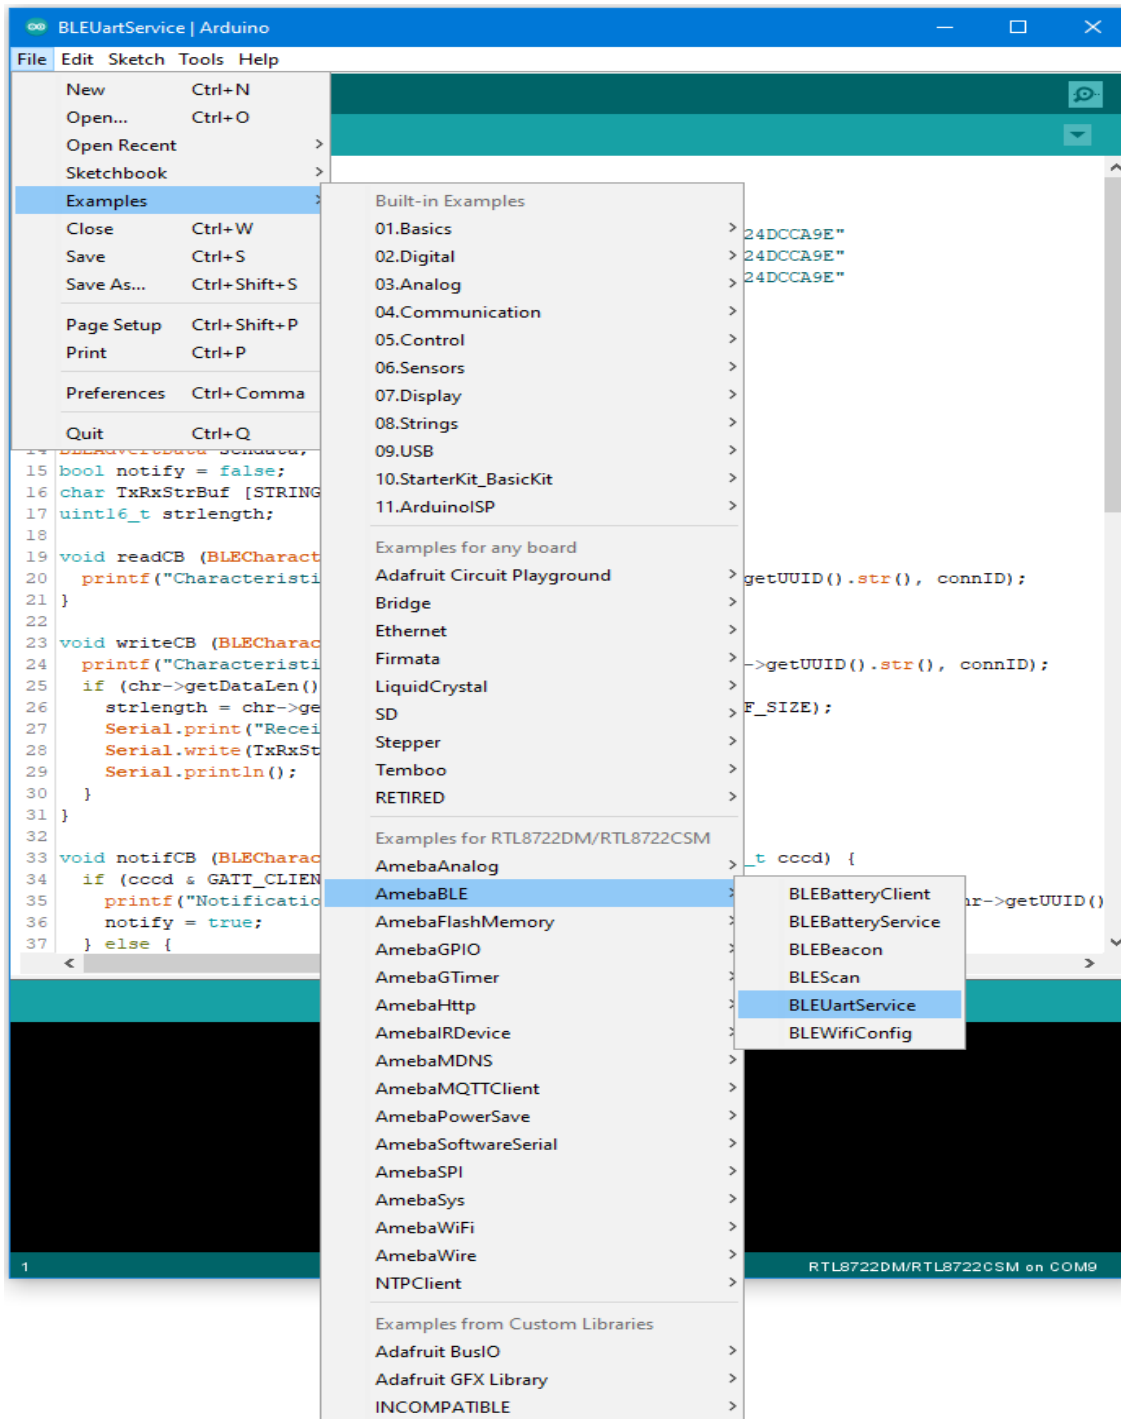 BLEUartService | Arduino
File Edit Sketch Tools Help
New Ctrl+N
Open... Ctrl+O
Open Recent >
Sketchbook >
Examples >
Close Ctrl+W
Save Ctrl+S
Save As... Ctrl+Shift+S
Page Setup Ctrl+Shift+P
Print Ctrl+P
Preferences Ctrl+Comma
Quit Ctrl+Q
Built-in Examples
01.Basics >
02.Digital >
03.Analog >
04.Communication >
05.Control >
06.Sensors >
07.Display >
08.Strings >
09.USB >
10.StarterKit_BasicKit >
11.ArduinoISP >
Examples for any board
Adafruit Circuit Playground >
Bridge >
Ethernet >
Firmata >
LiquidCrystal >
SD >
Stepper >
Temboo >
RETIRED >
Examples for RTL8722DM/RTL8722CSM
AmebaAnalog >
AmebaBLE >
AmebaFlashMemory >
AmebaGPIO >
AmebaGTimer >
AmebaHttp >
AmebaIRDevice >
AmebaMDNS >
AmebaMQTTClient >
AmebaPowerSave >
AmebaSoftwareSerial >
AmebaSPI >
AmebaSys >
AmebaWiFi >
AmebaWire >
NTPClient >
Examples from Custom Libraries
Adafruit BusIO >
Adafruit GFX Library >
INCOMPATIBLE >
BLEBatteryClient
BLEBatteryService
BLEBeacon
BLEScan
BLEUartService
BLEWifiConfig
24DCCA9E"
24DCCA9E"
24DCCA9E"
15 bool notify = false;
16 char TxRxStrBuf [STRING
17 uint16_t strlength;
18
19 void readCB (BLECharact
20 printf("Characteristi getUUID().str(), connID);
21 }
22
23 void writeCB (BLECharac
24 printf("Characteristi ->getUUID().str(), connID);
25 if (chr->getDataLen()
26 strlength = chr->ge F_SIZE);
27 Serial.print("Recei
28 Serial.write(TxRxSt
29 Serial.println();
30 }
31 }
32
33 void notifCB (BLECharac _t cccd) {
34 if (cccd & GATT_CLIEN
35 printf("Notificatio hr->getUUID()
36 notify = true;
37 } else {
1
RTL8722DM/RTL8722CSM on COM9